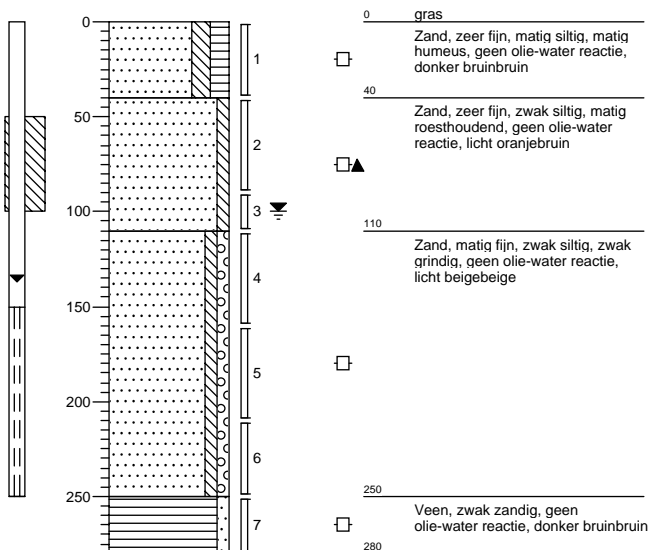 0
50
100
150
200
250
1
2
3
4
5
6
7
0 gras
Zand, zeer fijn, matig siltig, matig
humeus, geen olie-water reactie,
donker bruinbruin
40
Zand, zeer fijn, zwak siltig, matig
roesthoudend, geen olie-water
reactie, licht oranjebruin
110
Zand, matig fijn, zwak siltig, zwak
grindig, geen olie-water reactie,
licht beigebeige
250
Veen, zwak zandig, geen
olie-water reactie, donker bruinbruin
280